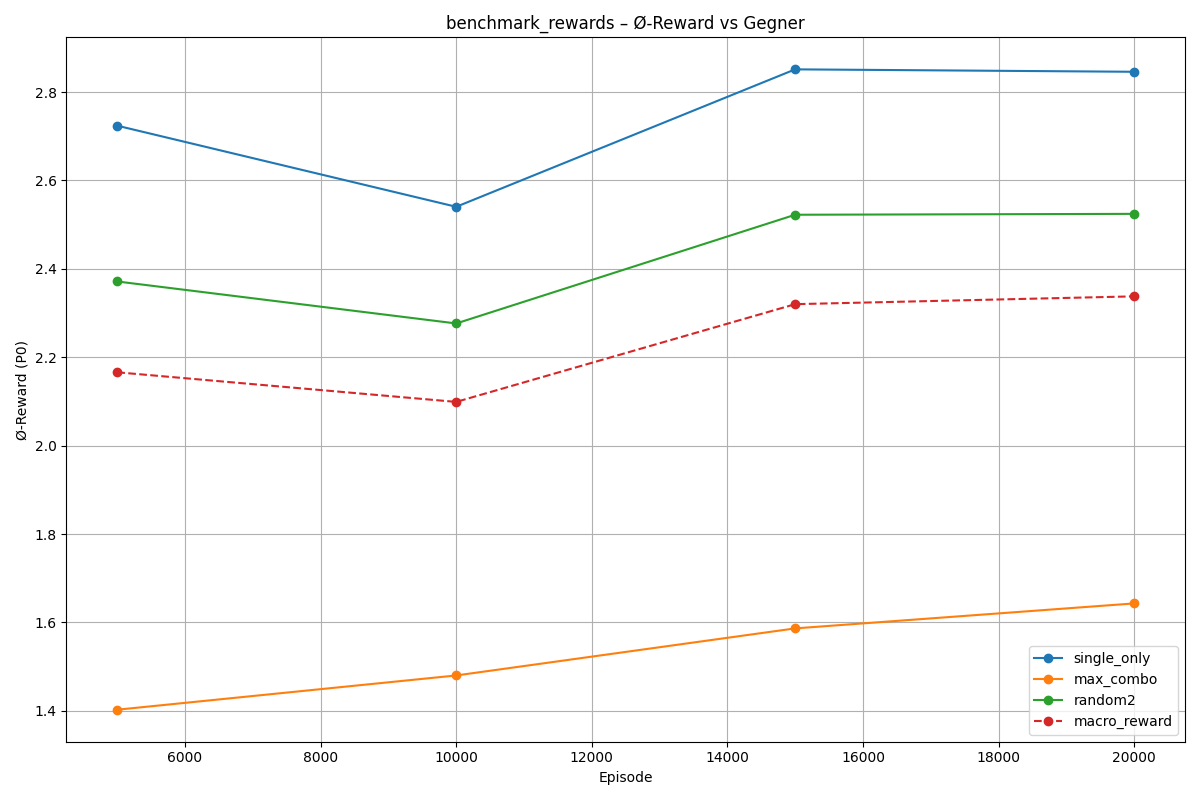 benchmark_rewards – Ø-Reward vs Gegner
Ø-Reward (P0)
2.8
2.6
2.4
2.2
2.0
1.8
1.6
1.4
6000
8000
10000
12000
14000
16000
18000
20000
Episode
single_only
max_combo
random2
macro_reward